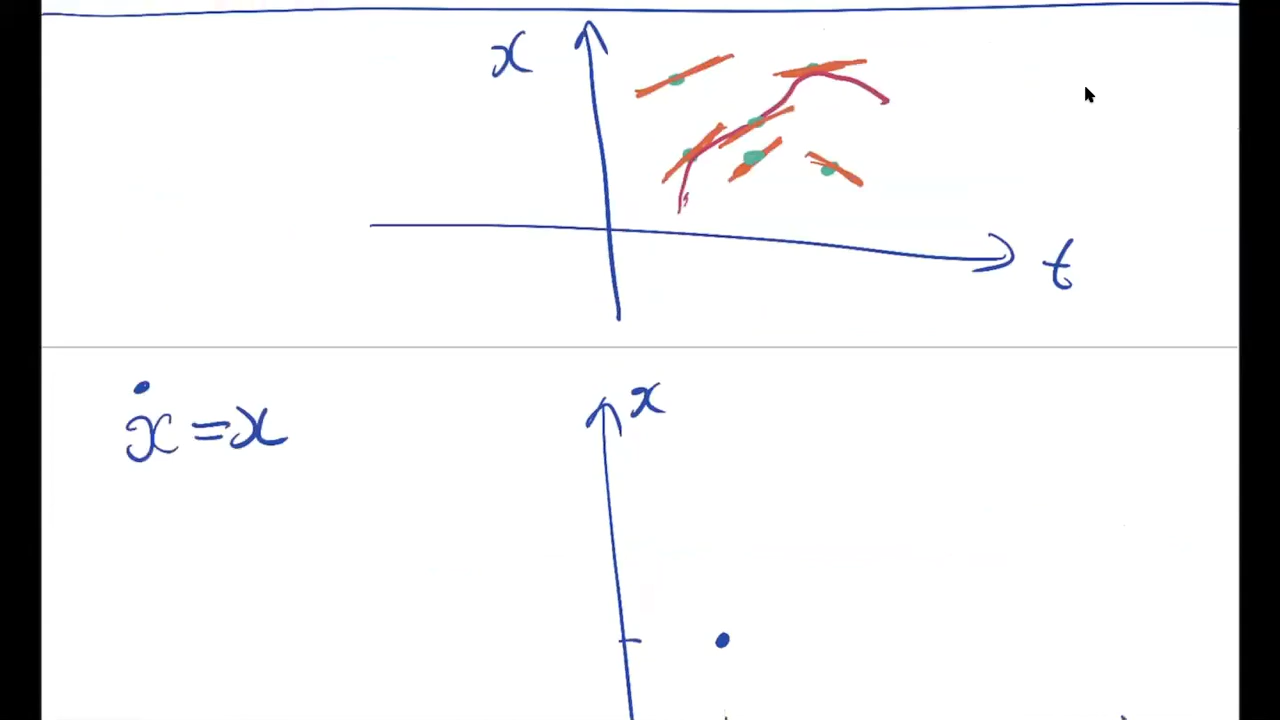 x
t
ẋ = x
x